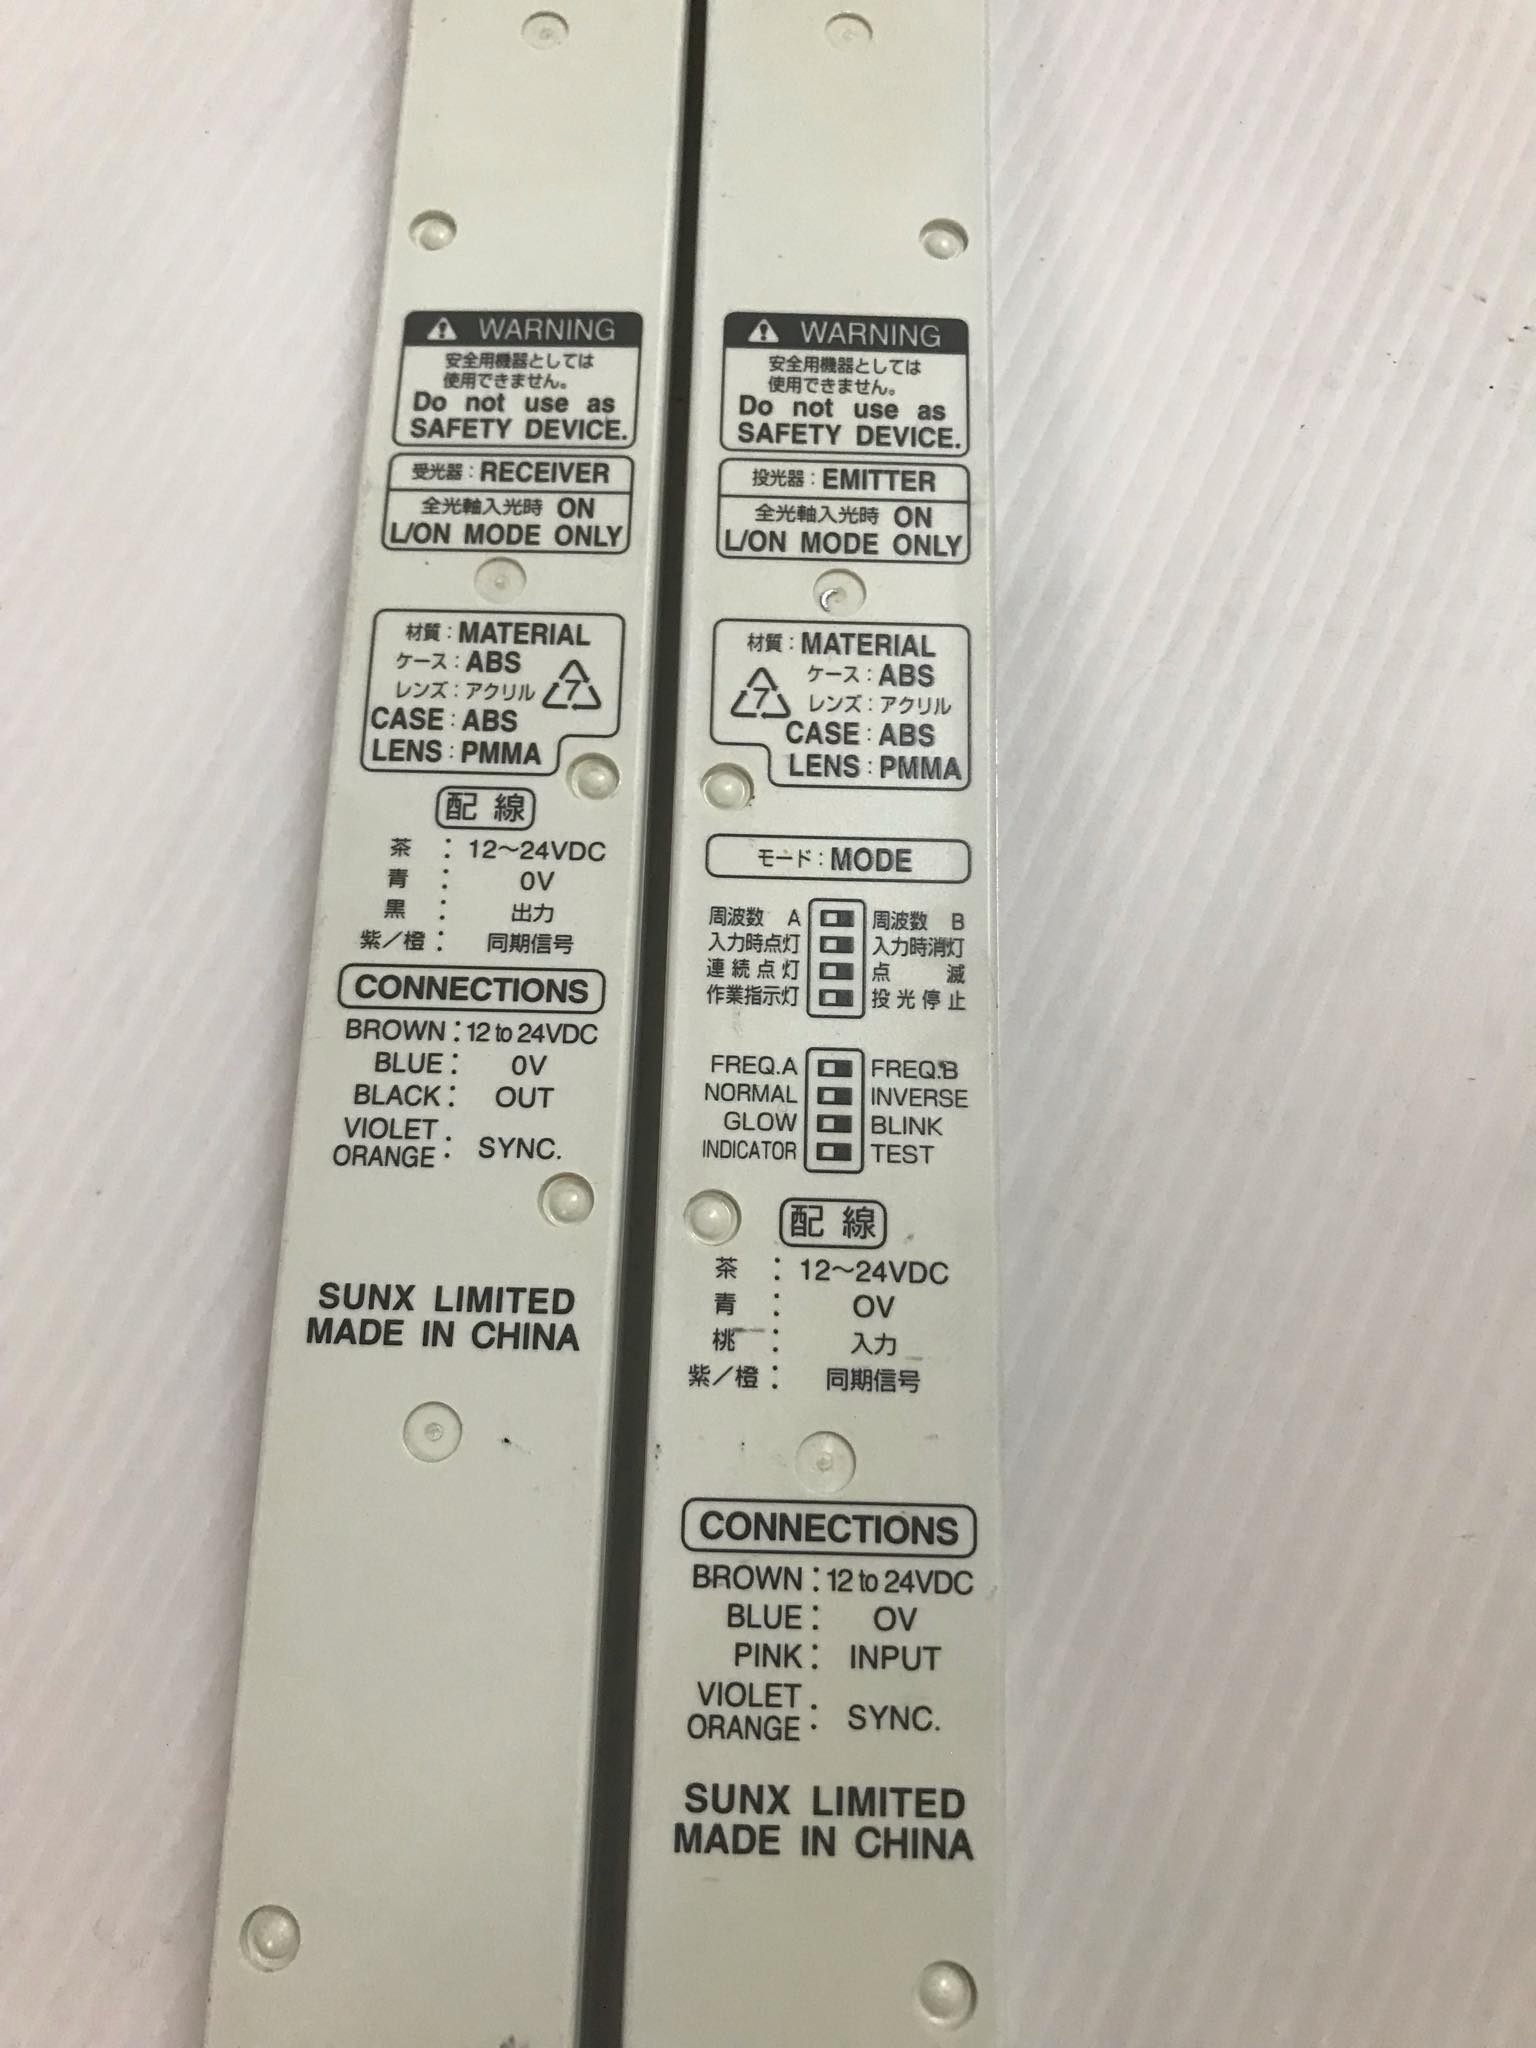 WARNING
安全用機器としては
使用できません。
Do not use as
SAFETY DEVICE.
受光器：RECEIVER
全光軸入光時 ON
L/ON MODE ONLY
材質：MATERIAL
ケース：ABS
レンズ：アクリル
7
CASE：ABS
LENS：PMMA
配線
茶 ： 12～24VDC
青 ： 0V
黒 ： 出力
紫／橙： 同期信号
CONNECTIONS
BROWN：12 to 24VDC
BLUE： 0V
BLACK： OUT
VIOLET
ORANGE： SYNC.
SUNX LIMITED
MADE IN CHINA
WARNING
安全用機器としては
使用できません。
Do not use as
SAFETY DEVICE.
投光器：EMITTER
全光軸入光時 ON
L/ON MODE ONLY
材質：MATERIAL
ケース：ABS
7
レンズ：アクリル
CASE：ABS
LENS：PMMA
モード：MODE
周波数 A 周波数 B
入力時点灯 入力時消灯
連続点灯 点滅
作業指示灯 投光停止
FREQ.A FREQ.B
NORMAL INVERSE
GLOW BLINK
INDICATOR TEST
配線
茶 ： 12～24VDC
青 ： 0V
桃 ： 入力
紫／橙： 同期信号
CONNECTIONS
BROWN：12 to 24VDC
BLUE： 0V
PINK： INPUT
VIOLET
ORANGE： SYNC.
SUNX LIMITED
MADE IN CHINA